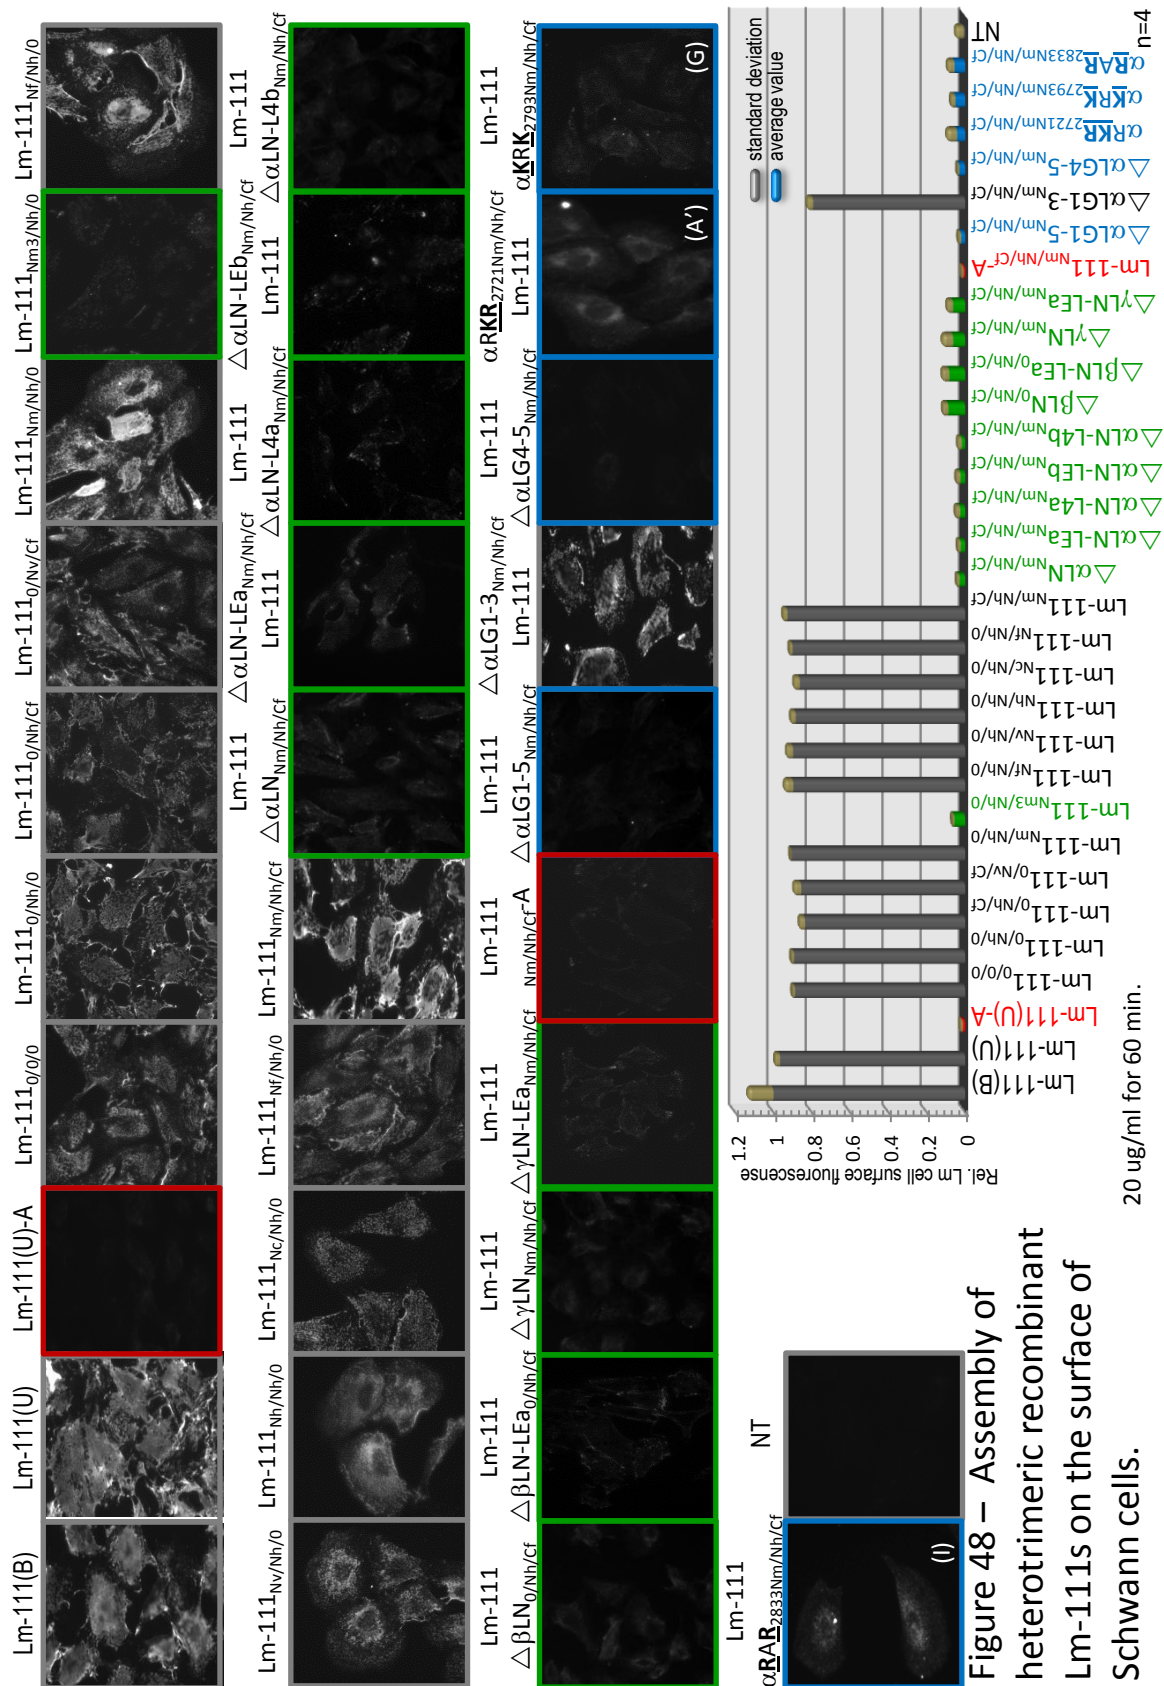 Lm-111(B)
Lm-111(U)
Lm-111(U)-A
Lm-1110/0/0
Lm-1110/Nh/0
Lm-1110/Nh/Cf
Lm-1110/Nv/Cf
Lm-111Nm/Nh/0
Lm-111Nm3/Nh/0
Lm-111Nf/Nh/0
Lm-111Nv/Nh/0
Lm-111Nh/Nh/0
Lm-111Nc/Nh/0
Lm-111Nf/Nh/0
Lm-111Nm/Nh/Cf
Lm-111
△αLNNm/Nh/Cf
△αLN-LEaNm/Nh/Cf
Lm-111
Lm-111
△αLN-L4aNm/Nh/Cf
△αLN-LEbNm/Nh/Cf
Lm-111
Lm-111
△αLN-L4bNm/Nh/Cf
Lm-111
△βLN0/Nh/Cf
Lm-111
△βLN-LEa0/Nh/Cf
Lm-111
△γLNNm/Nh/Cf
Lm-111
△γLN-LEaNm/Nh/Cf
Lm-111
Nm/Nh/Cf-A
Lm-111
△αLG1-5Nm/Nh/Cf
△αLG1-3Nm/Nh/Cf
Lm-111
Lm-111
△αLG4-5Nm/Nh/Cf
αRKR2721Nm/Nh/Cf
Lm-111
(A')
Lm-111
αKRK2793Nm/Nh/Cf
(G)
Lm-111
αRAR2833Nm/Nh/Cf
(I)
NT
Figure 48 – Assembly of
heterotrimeric recombinant
Lm-111s on the surface of
Schwann cells.
Rel. Lm cell surface fluorescense
1.2
1
0.8
0.6
0.4
0.2
0
standard deviation
average value
Lm-111(B)
Lm-111(U)
Lm-111(U)-A
Lm-1110/0/0
Lm-1110/Nh/0
Lm-1110/Nh/Cf
Lm-1110/Nv/Cf
Lm-111Nm/Nh/0
Lm-111Nm3/Nh/0
Lm-111Nf/Nh/0
Lm-111Nv/Nh/0
Lm-111Nh/Nh/0
Lm-111Nc/Nh/0
Lm-111Nf/Nh/0
Lm-111Nm/Nh/Cf
△αLNNm/Nh/Cf
△αLN-LEaNm/Nh/Cf
△αLN-L4aNm/Nh/Cf
△αLN-LEbNm/Nh/Cf
△αLN-L4bNm/Nh/Cf
△βLN0/Nh/Cf
△βLN-LEa0/Nh/Cf
△γLNNm/Nh/Cf
△γLN-LEaNm/Nh/Cf
Lm-111Nm/Nh/Cf-A
△αLG1-5Nm/Nh/Cf
△αLG1-3Nm/Nh/Cf
△αLG4-5Nm/Nh/Cf
αRKR2721Nm/Nh/Cf
αKRK2793Nm/Nh/Cf
αRAR2833Nm/Nh/Cf
NT
20 ug/ml for 60 min.
n=4